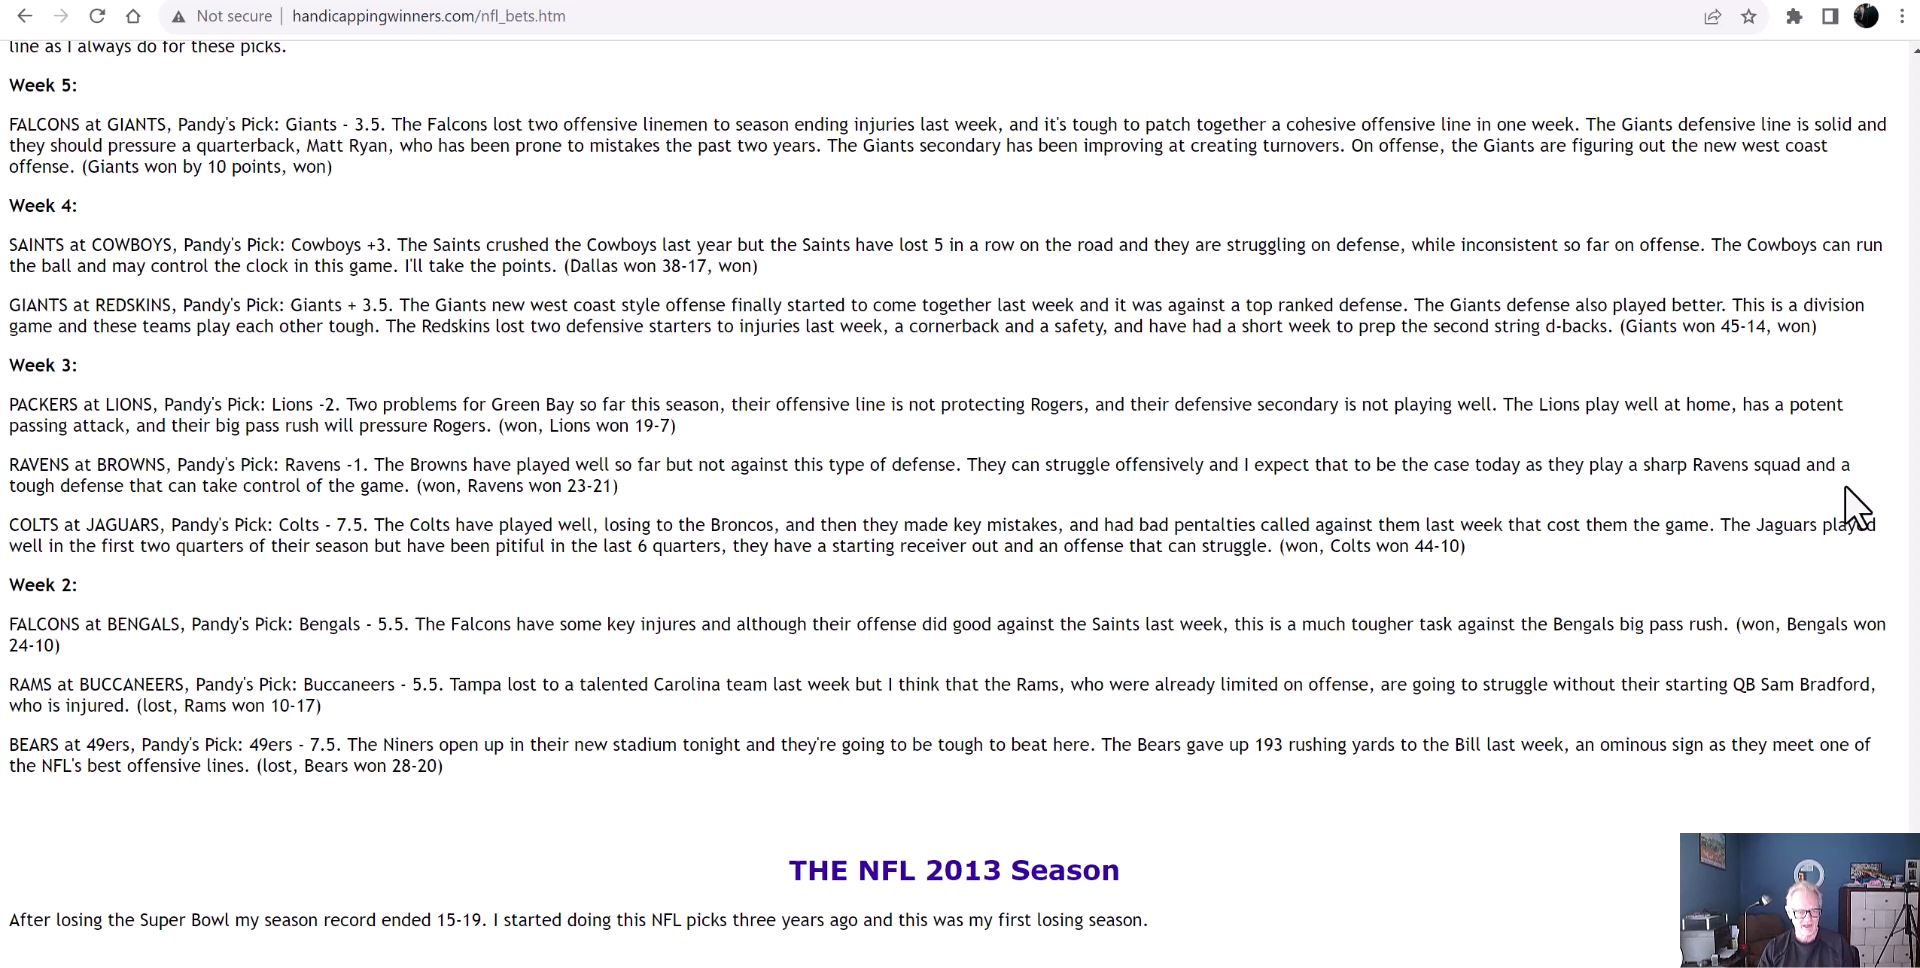 Not secure | handicappingwinners.com/nfl_bets.htm
line as I always do for these picks.
Week 5:
FALCONS at GIANTS, Pandy's Pick: Giants - 3.5. The Falcons lost two offensive linemen to season ending injuries last week, and it's tough to patch together a cohesive offensive line in one week. The Giants defensive line is solid and
they should pressure a quarterback, Matt Ryan, who has been prone to mistakes the past two years. The Giants secondary has been improving at creating turnovers. On offense, the Giants are figuring out the new west coast
offense. (Giants won by 10 points, won)
Week 4:
SAINTS at COWBOYS, Pandy's Pick: Cowboys +3. The Saints crushed the Cowboys last year but the Saints have lost 5 in a row on the road and they are struggling on defense, while inconsistent so far on offense. The Cowboys can run
the ball and may control the clock in this game. I'll take the points. (Dallas won 38-17, won)
GIANTS at REDSKINS, Pandy's Pick: Giants + 3.5. The Giants new west coast style offense finally started to come together last week and it was against a top ranked defense. The Giants defense also played better. This is a division
game and these teams play each other tough. The Redskins lost two defensive starters to injuries last week, a cornerback and a safety, and have had a short week to prep the second string d-backs. (Giants won 45-14, won)
Week 3:
PACKERS at LIONS, Pandy's Pick: Lions -2. Two problems for Green Bay so far this season, their offensive line is not protecting Rogers, and their defensive secondary is not playing well. The Lions play well at home, has a potent
passing attack, and their big pass rush will pressure Rogers. (won, Lions won 19-7)
RAVENS at BROWNS, Pandy's Pick: Ravens -1. The Browns have played well so far but not against this type of defense. They can struggle offensively and I expect that to be the case today as they play a sharp Ravens squad and a
tough defense that can take control of the game. (won, Ravens won 23-21)
COLTS at JAGUARS, Pandy's Pick: Colts - 7.5. The Colts have played well, losing to the Broncos, and then they made key mistakes, and had bad pentalties called against them last week that cost them the game. The Jaguars played
well in the first two quarters of their season but have been pitiful in the last 6 quarters, they have a starting receiver out and an offense that can struggle. (won, Colts won 44-10)
Week 2:
FALCONS at BENGALS, Pandy's Pick: Bengals - 5.5. The Falcons have some key injures and although their offense did good against the Saints last week, this is a much tougher task against the Bengals big pass rush. (won, Bengals won
24-10)
RAMS at BUCCANEERS, Pandy's Pick: Buccaneers - 5.5. Tampa lost to a talented Carolina team last week but I think that the Rams, who were already limited on offense, are going to struggle without their starting QB Sam Bradford,
who is injured. (lost, Rams won 10-17)
BEARS at 49ers, Pandy's Pick: 49ers - 7.5. The Niners open up in their new stadium tonight and they're going to be tough to beat here. The Bears gave up 193 rushing yards to the Bill last week, an ominous sign as they meet one of
the NFL's best offensive lines. (lost, Bears won 28-20)
THE NFL 2013 Season
After losing the Super Bowl my season record ended 15-19. I started doing this NFL picks three years ago and this was my first losing season.